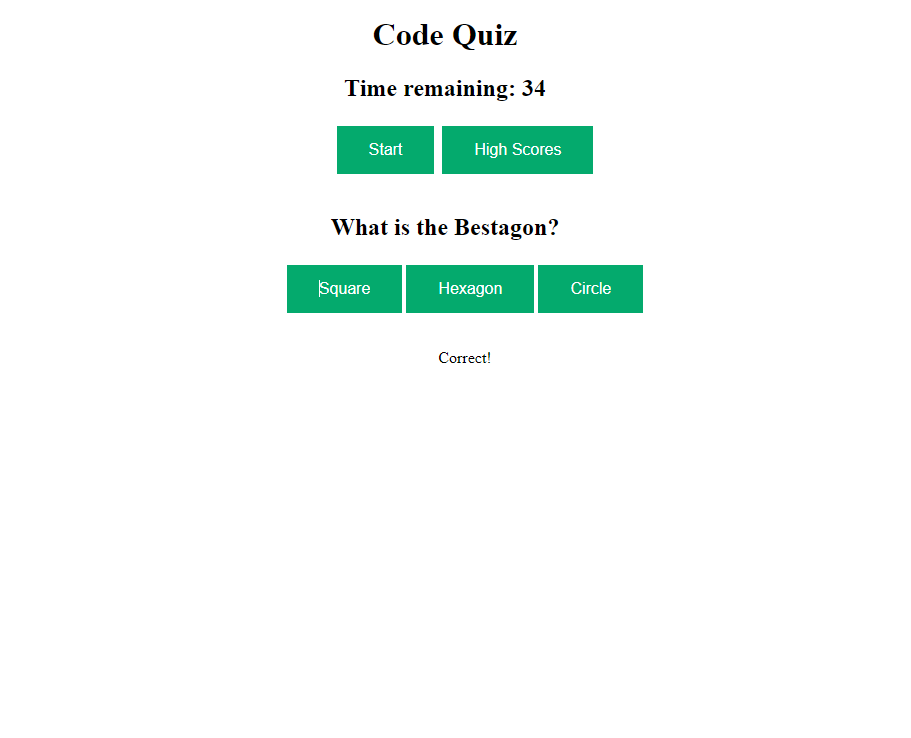 Code Quiz
Time remaining: 34
Start High Scores
What is the Bestagon?
Square Hexagon Circle
Correct!